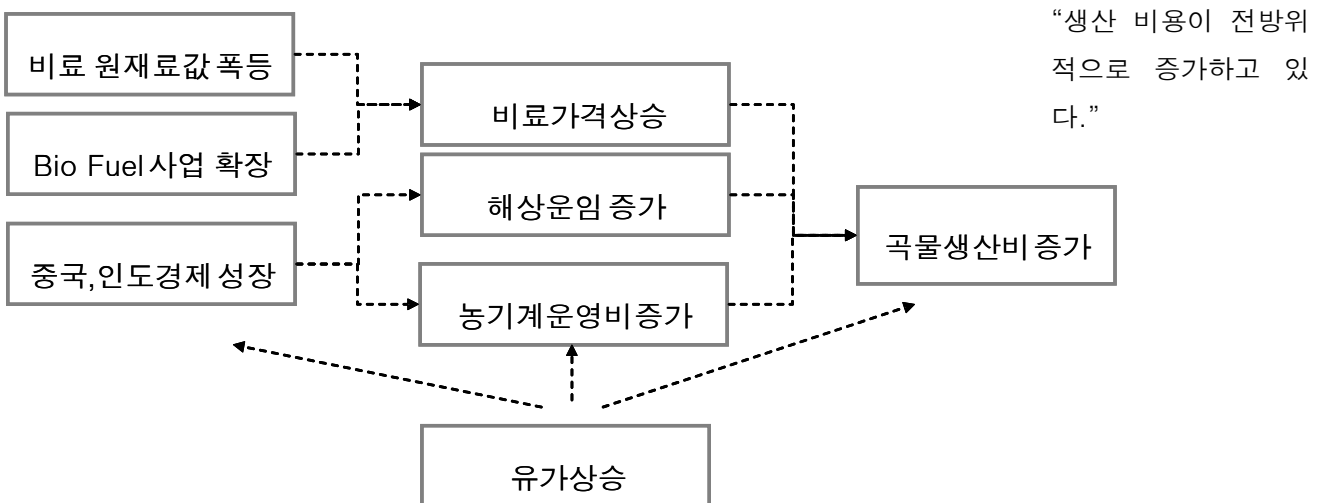 비료 원재료값 폭등
Bio Fuel 사업 확장
중국,인도경제 성장
비료가격상승
해상운임 증가
농기계운영비증가
곡물생산비 증가
유가상승
“생산 비용이 전방위
적으로 증가하고 있
다.”